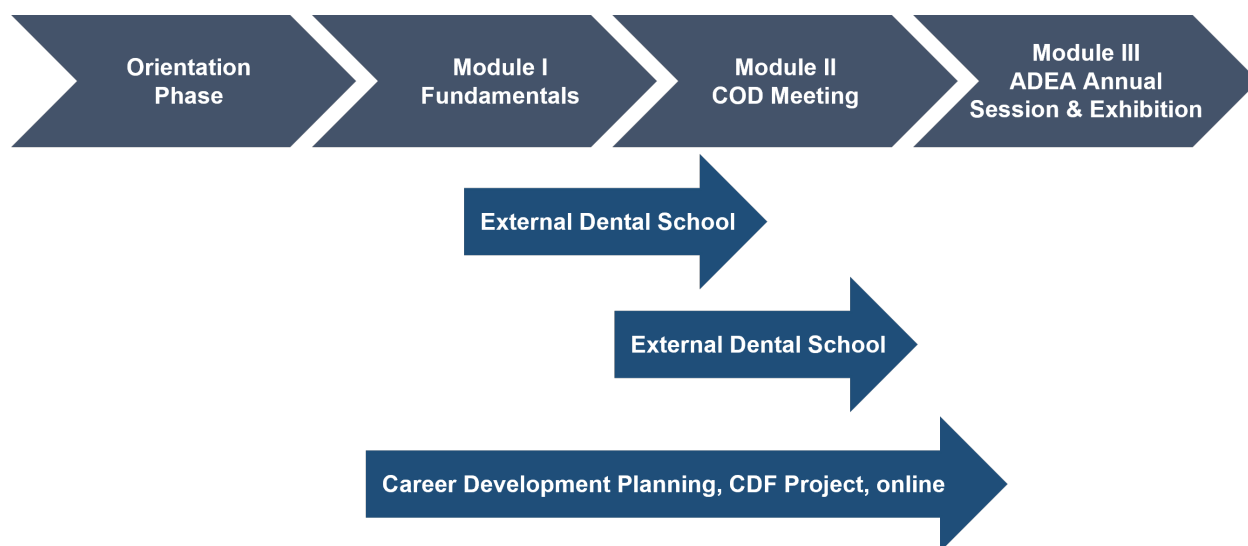 Orientation
Phase
Module I
Fundamentals
Module II
COD Meeting
Module III
ADEA Annual
Session & Exhibition
External Dental School
External Dental School
Career Development Planning, CDF Project, online